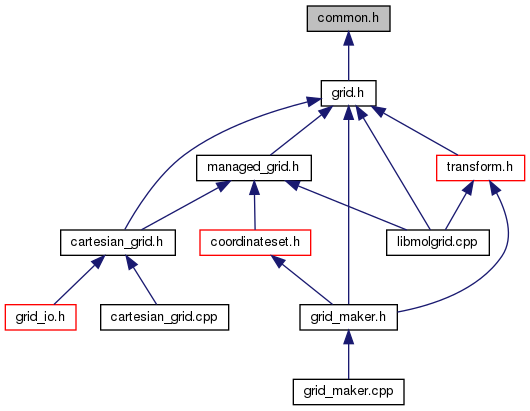 common.h
grid.h
managed_grid.h
transform.h
cartesian_grid.h
coordinateset.h
libmolgrid.cpp
grid_io.h
cartesian_grid.cpp
grid_maker.h
grid_maker.cpp